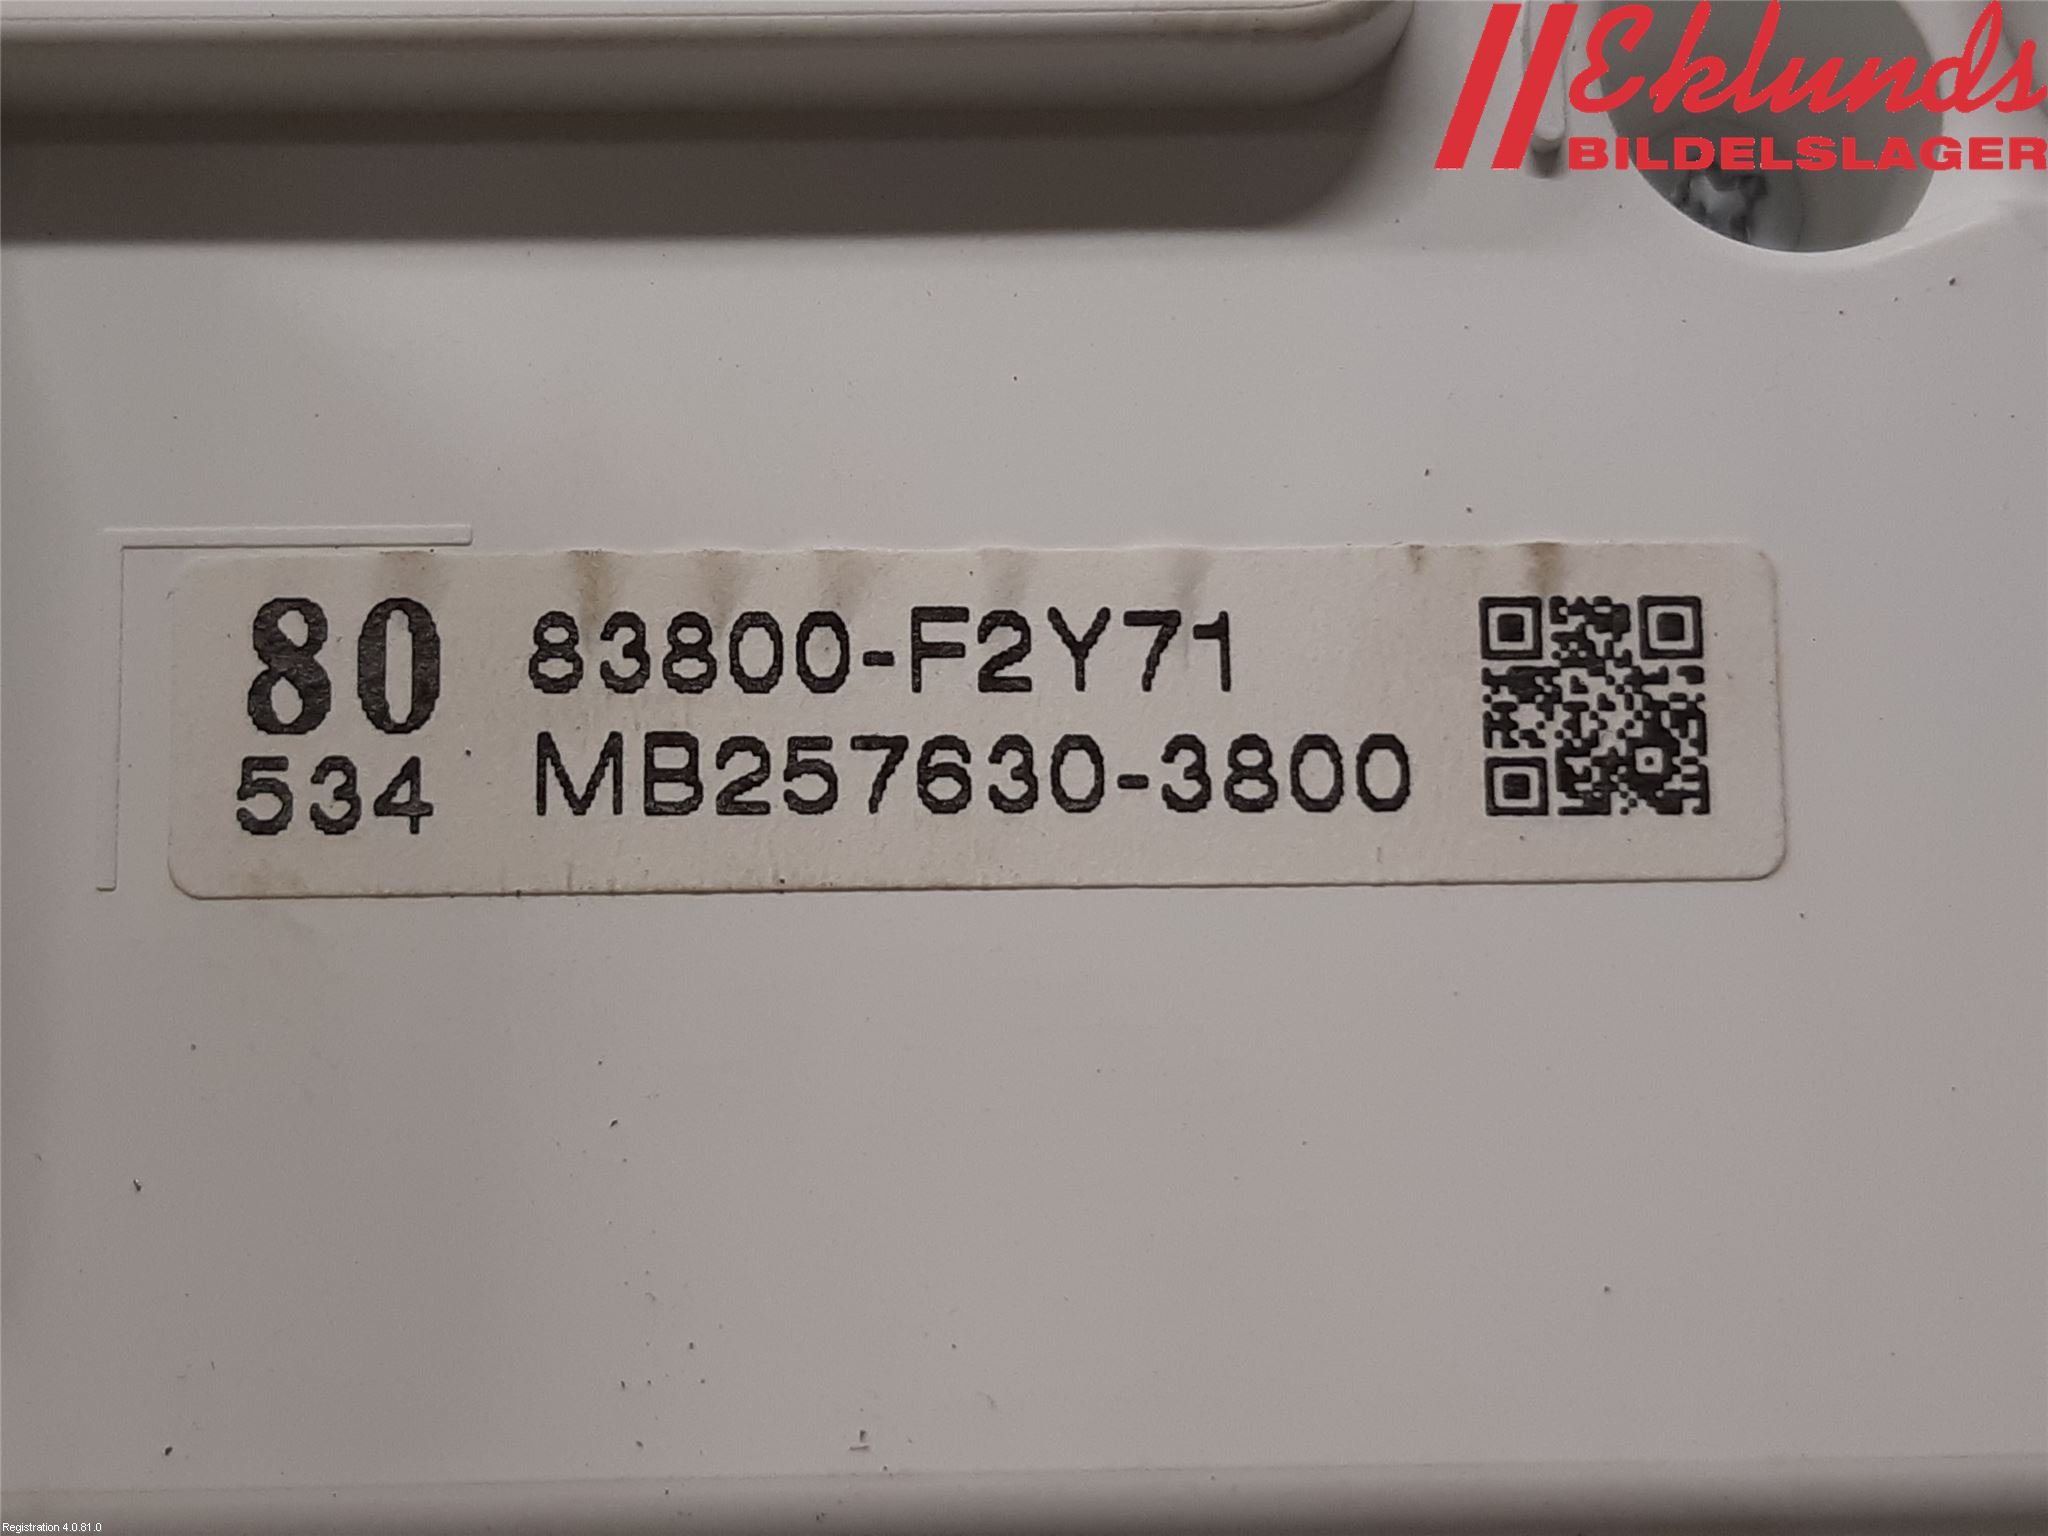 Eklunds
BILDELSLAGER
80 83800-F2Y71
534 MB257630-3800
Registration 4.0.81.0